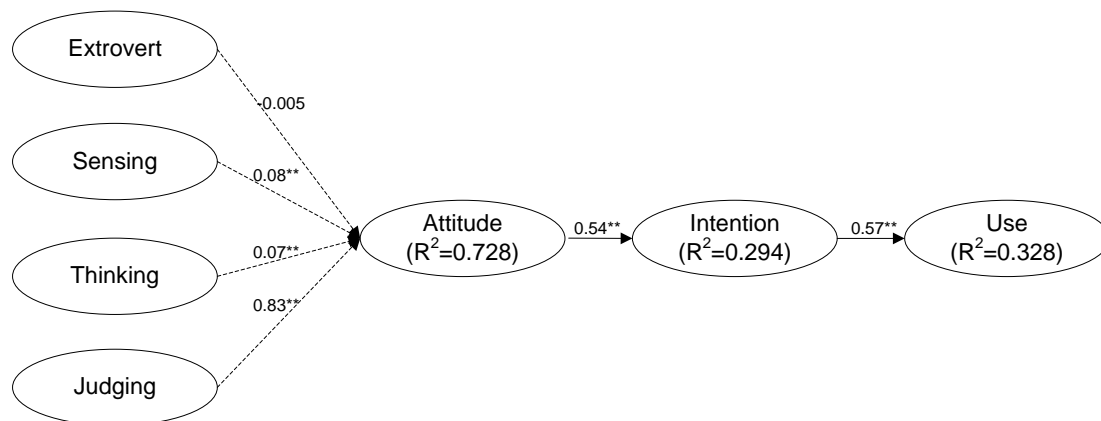 Extrovert
-0.005
Sensing
0.08**
Attitude
(R²=0.728)
0.54**
Intention
(R²=0.294)
0.57**
Use
(R²=0.328)
Thinking
0.07**
0.83**
Judging